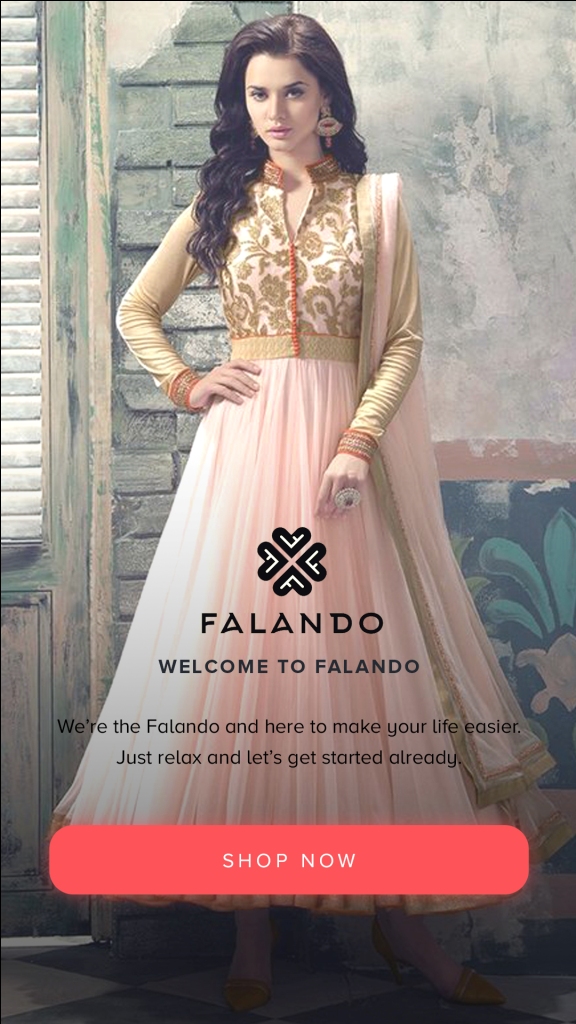 FALANDO
WELCOME TO FALANDO
We're the Falando and here to make your life easier.
Just relax and let's get started already.
SHOP NOW